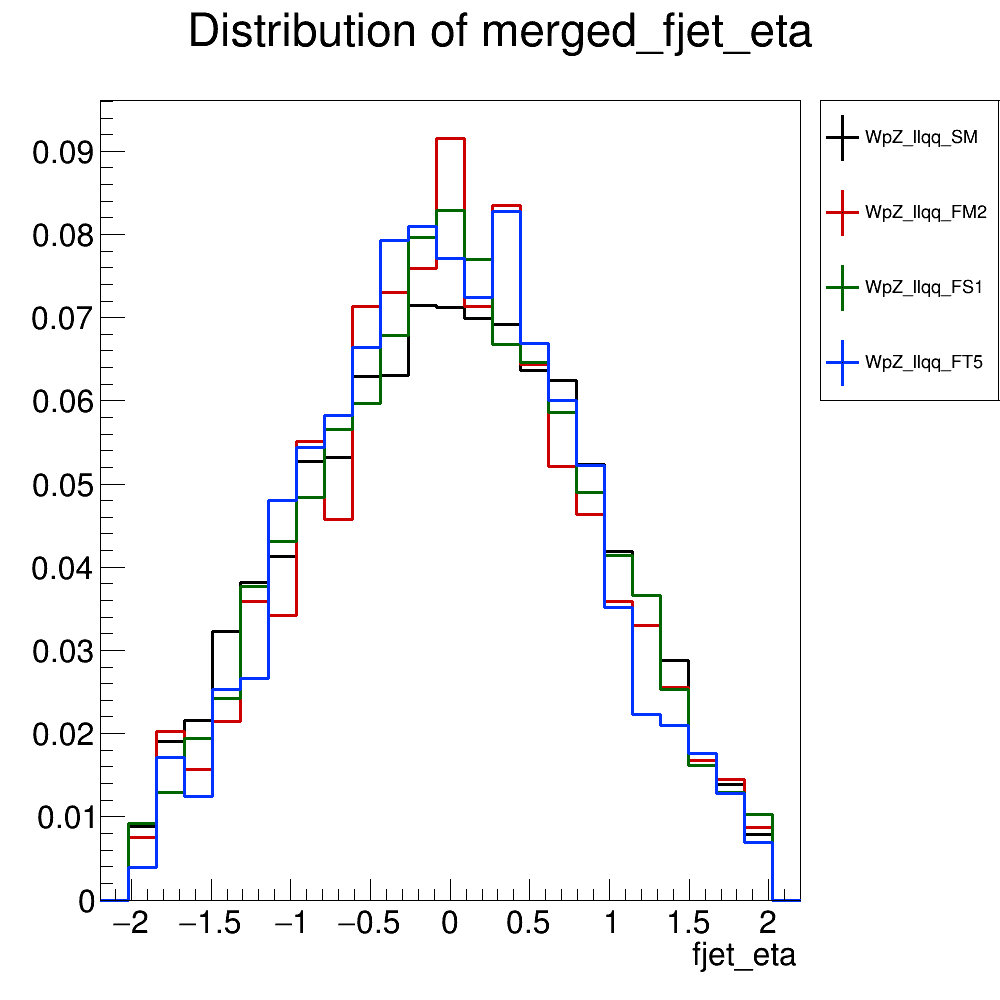 Distribution of merged_fjet_eta
WpZ_llqq_SM
WpZ_llqq_FM2
WpZ_llqq_FS1
WpZ_llqq_FT5
0.09
0.08
0.07
0.06
0.05
0.04
0.03
0.02
0.01
0
−2 −1.5 −1 −0.5 0 0.5 1 1.5 2
fjet_eta